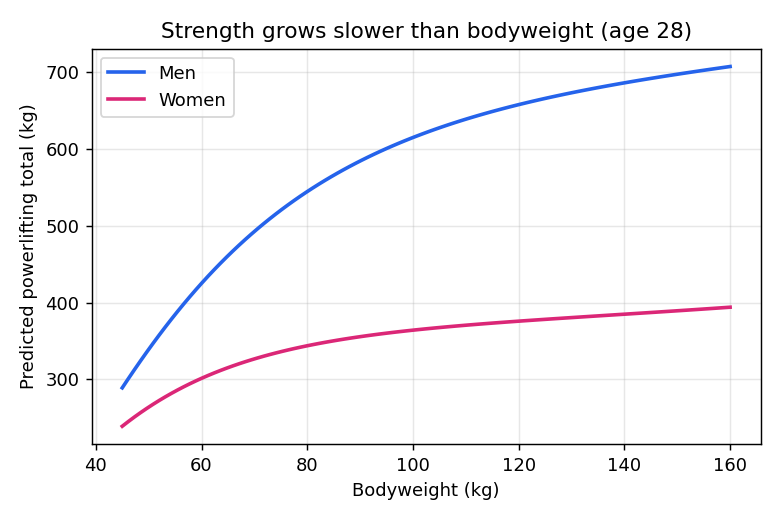 Strength grows slower than bodyweight (age 28)
Men
Women
Predicted powerlifting total (kg)
700
600
500
400
300
40 60 80 100 120 140 160
Bodyweight (kg)